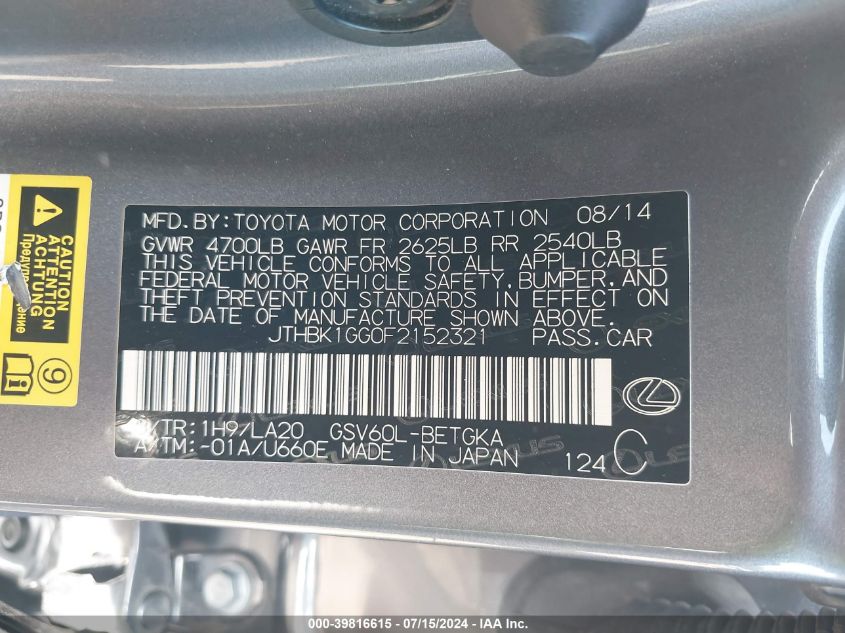 CAUTION
ATTENTION
ACHTUNG
9
MFD.BY:TOYOTA MOTOR CORPORATION 08/14
GVWR 4700LB GAWR FR 2625LB RR 2540LB
THIS VEHICLE CONFORMS TO ALL APPLICABLE
FEDERAL MOTOR VEHICLE SAFETY,BUMPER,AND
THEFT PREVENTION STANDARDS IN EFFECT ON
THE DATE OF MANUFACTURE SHOWN ABOVE.
JTHBK1GG0F2152321 PASS.CAR
C/TR:1H9/LA20 GSV60L-BETGKA
A/TM:-01A/U660E MADE IN JAPAN
124 C
LEXUS
000-39816615 - 07/15/2024 - IAA Inc.